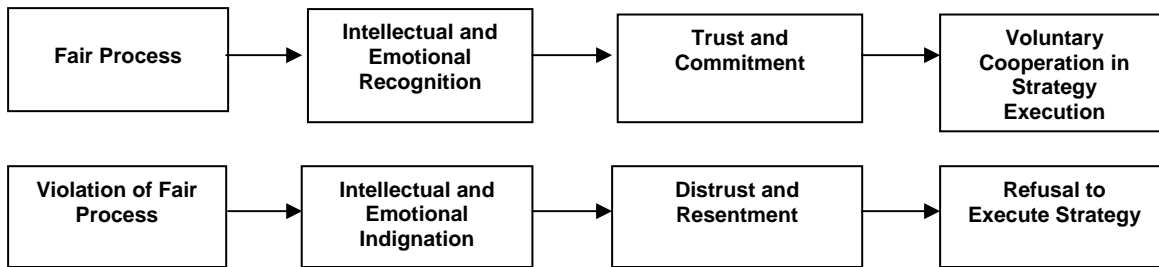 Fair Process
Intellectual and
Emotional
Recognition
Trust and
Commitment
Voluntary
Cooperation in
Strategy
Execution
Violation of Fair
Process
Intellectual and
Emotional
Indignation
Distrust and
Resentment
Refusal to
Execute Strategy